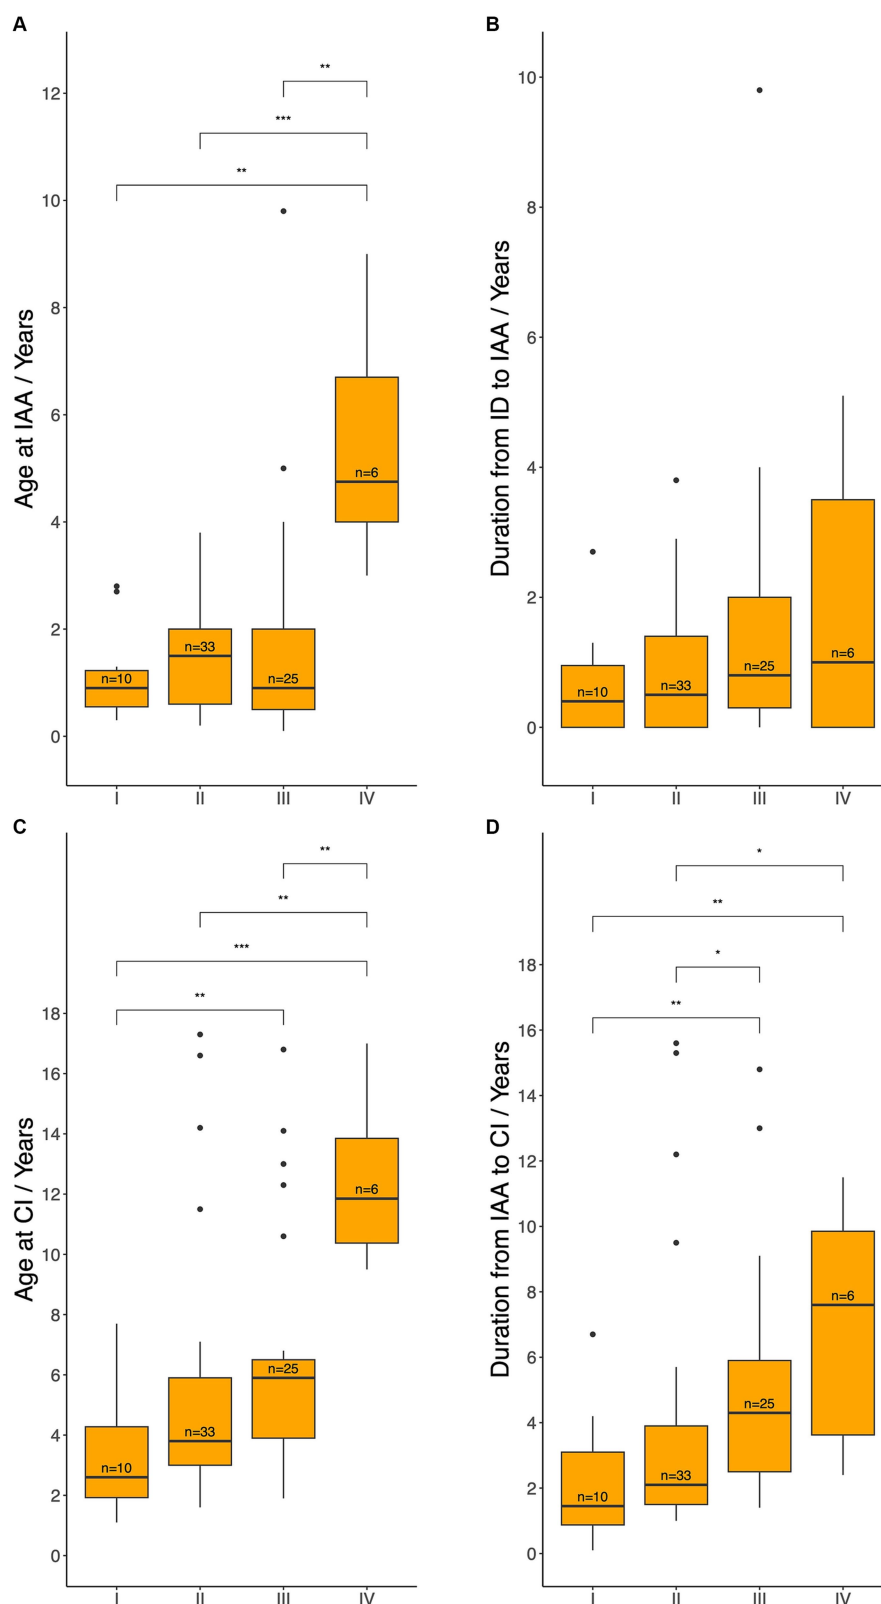 A
Age at IAA / Years
12
10
8
6
4
2
0
**
***
**
n=10
n=33
n=25
n=6
I
II
III
IV
B
Duration from ID to IAA / Years
10
8
6
4
2
0
n=10
n=33
n=25
n=6
I
II
III
IV
C
Age at CI / Years
18
16
14
12
10
8
6
4
2
0
**
**
***
**
n=10
n=33
n=25
n=6
I
II
III
IV
D
Duration from IAA to CI / Years
18
16
14
12
10
8
6
4
2
0
*
**
*
**
n=10
n=33
n=25
n=6
I
II
III
IV